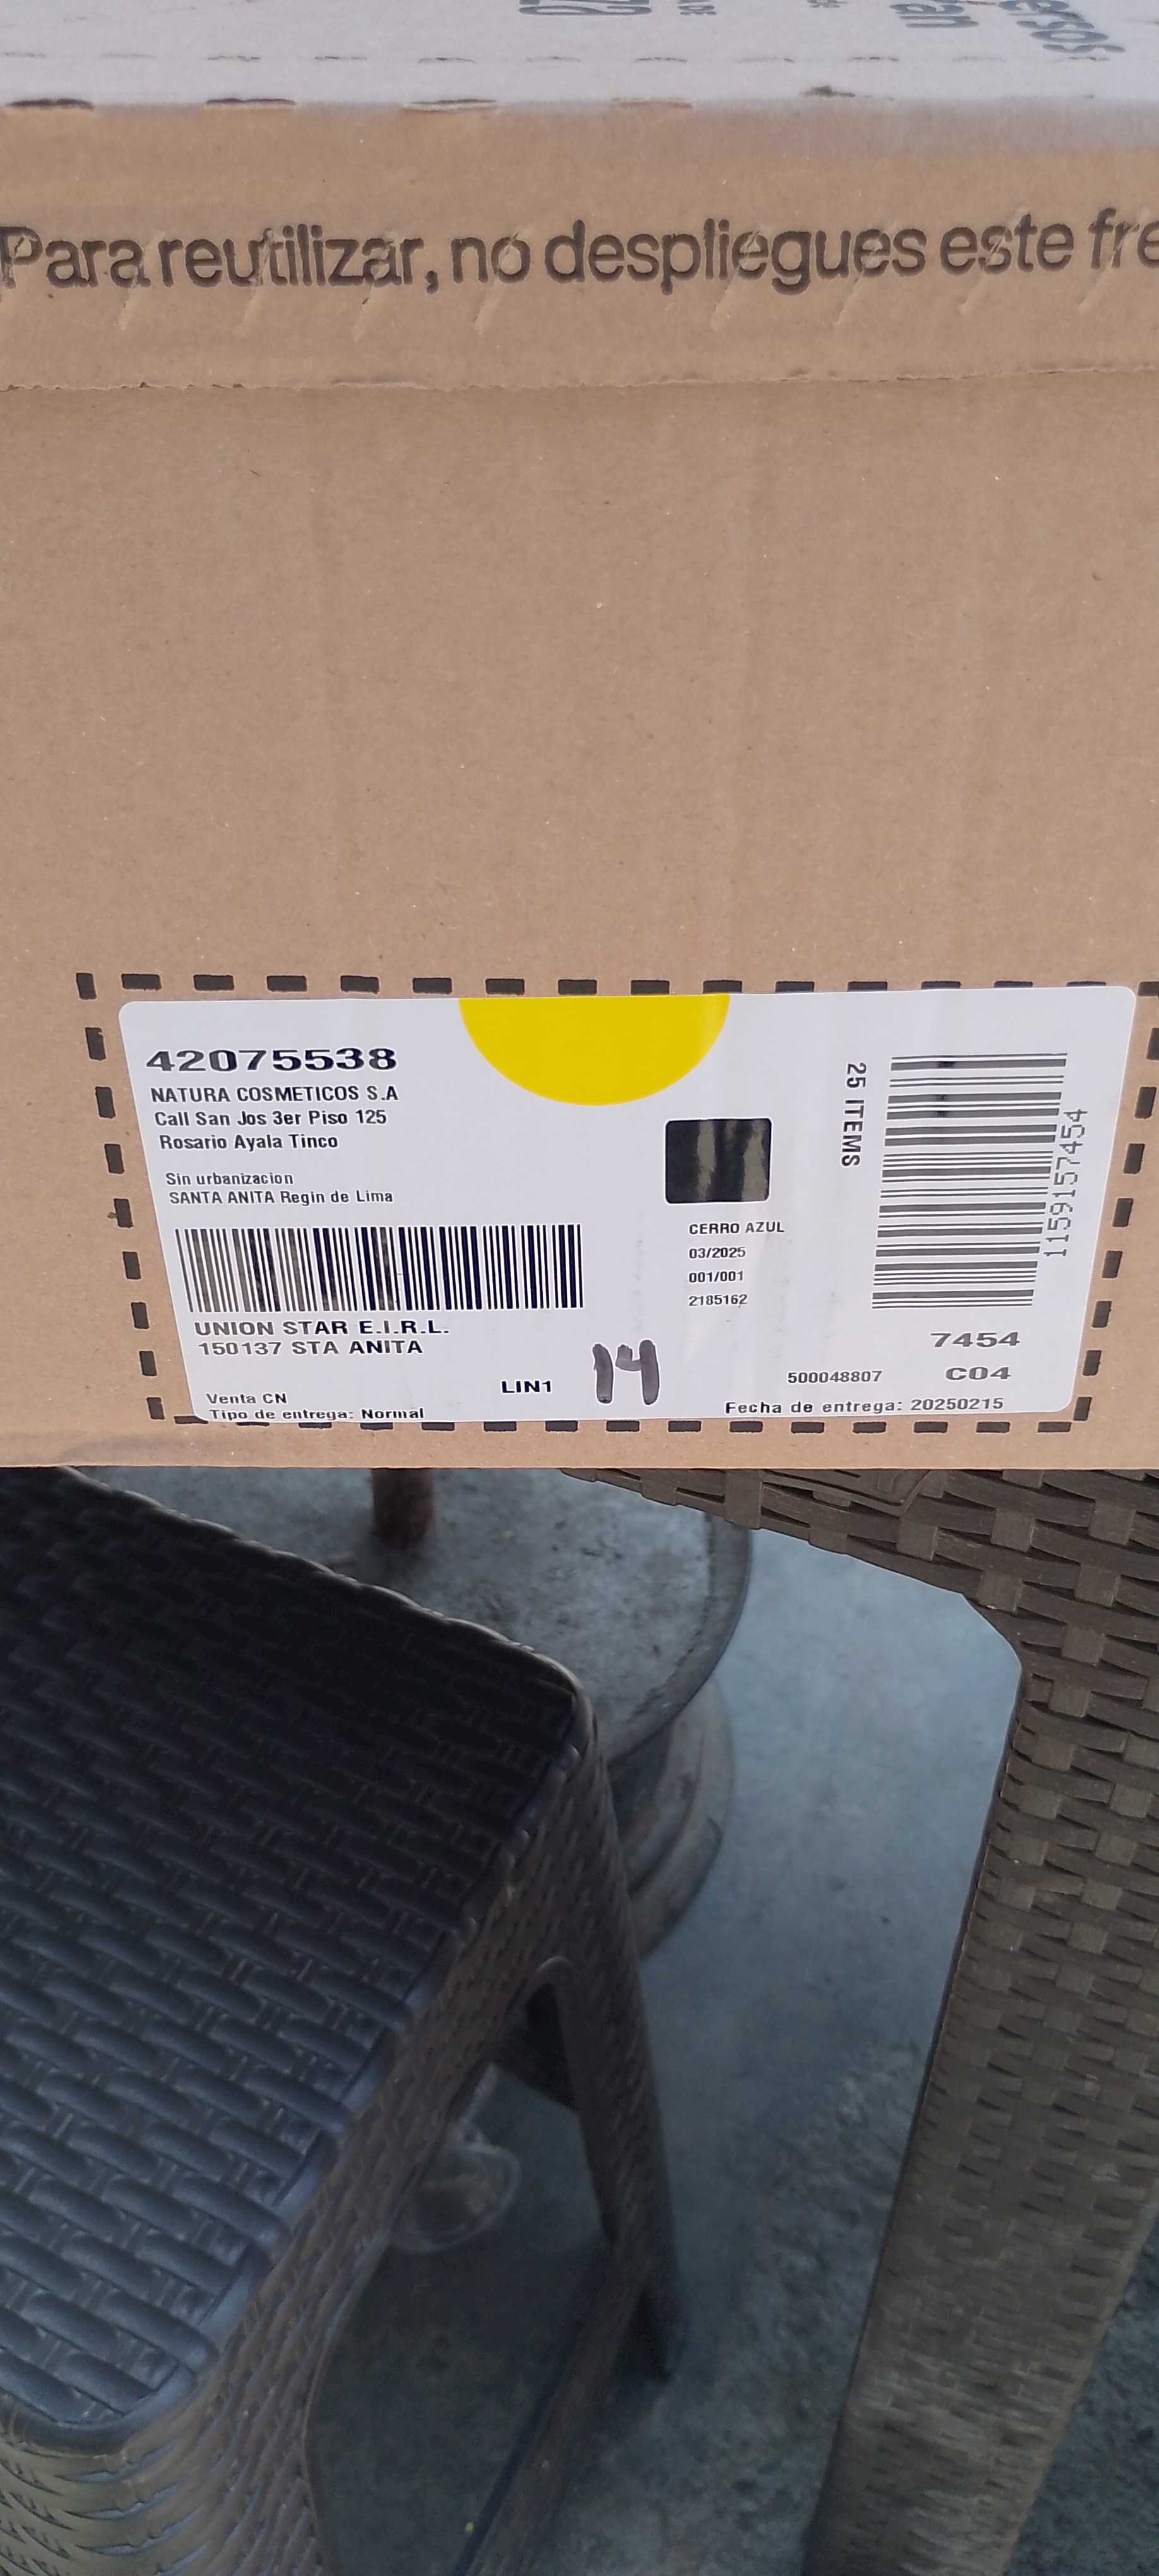 Para reutilizar, no despliegues este fre
42075538
NATURA COSMETICOS S.A
Call San Jos 3er Piso 125
Rosario Ayala Tinco
Sin urbanizacion
SANTA ANITA Regin de Lima
UNION STAR E.I.R.L.
150137 STA ANITA
Venta CN
Tipo de entrega: Normal
LIN1
14
CERRO AZUL
03/2025
001/001
2185162
25 ITEMS
1159157454
7454
500048807 C04
Fecha de entrega: 20250215